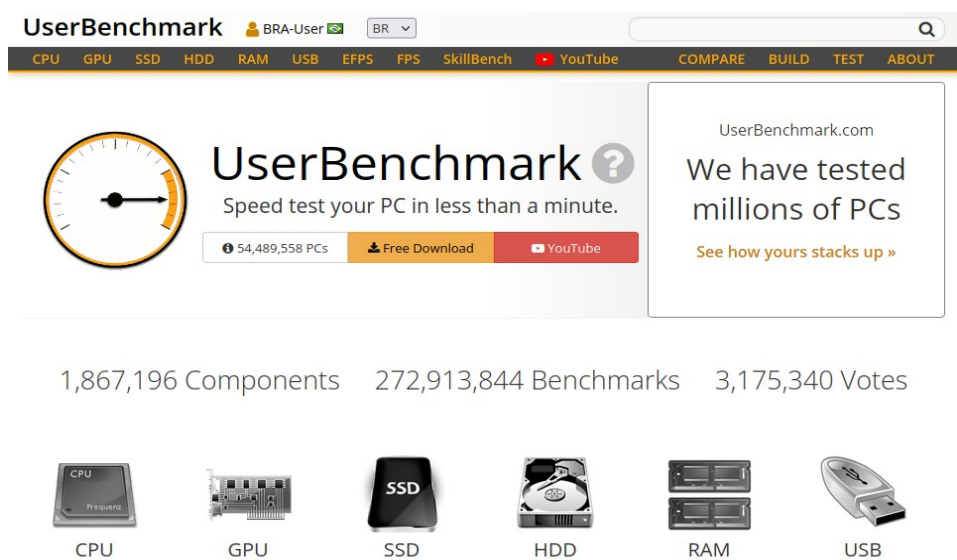 UserBenchmark BRA-User BR
CPU GPU SSD HDD RAM USB EFPS FPS SkillBench YouTube COMPARE BUILD TEST ABOUT
UserBenchmark ?
Speed test your PC in less than a minute.
54,489,558 PCs Free Download YouTube
UserBenchmark.com
We have tested
millions of PCs
See how yours stacks up »
1,867,196 Components 272,913,844 Benchmarks 3,175,340 Votes
CPU
Frequenz
SSD
CPU GPU SSD HDD RAM USB